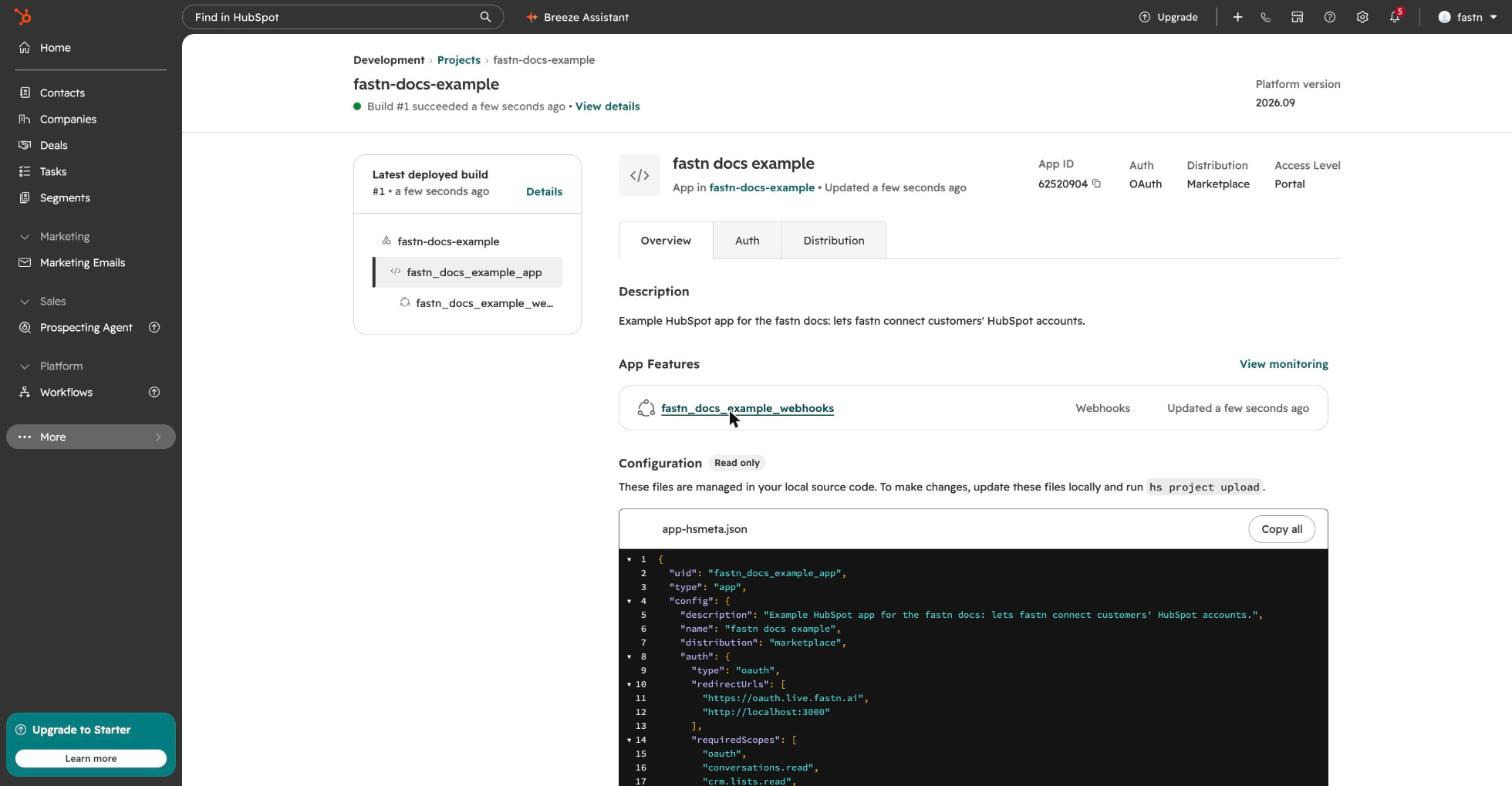 Find in HubSpot
Breeze Assistant
Upgrade
5
fastn
Home
Contacts
Companies
Deals
Tasks
Segments
Marketing
Marketing Emails
Sales
Prospecting Agent
Platform
Workflows
More
Upgrade to Starter
Learn more
Development › Projects › fastn-docs-example
fastn-docs-example
Build #1 succeeded a few seconds ago • View details
Platform version
2026.09
Latest deployed build
#1 • a few seconds ago
Details
fastn-docs-example
fastn_docs_example_app
fastn_docs_example_we...
fastn docs example
App in fastn-docs-example • Updated a few seconds ago
App ID
62520904
Auth
OAuth
Distribution
Marketplace
Access Level
Portal
Overview
Auth
Distribution
Description
Example HubSpot app for the fastn docs: lets fastn connect customers' HubSpot accounts.
App Features
View monitoring
fastn_docs_example_webhooks
Webhooks
Updated a few seconds ago
Configuration
Read only
These files are managed in your local source code. To make changes, update these files locally and run hs project upload.
app-hsmeta.json
Copy all
1 {
2 "uid": "fastn_docs_example_app",
3 "type": "app",
4 "config": {
5 "description": "Example HubSpot app for the fastn docs: lets fastn connect customers' HubSpot accounts.",
6 "name": "fastn docs example",
7 "distribution": "marketplace",
8 "auth": {
9 "type": "oauth",
10 "redirectUrls": [
11 "https://oauth.live.fastn.ai",
12 "http://localhost:3000"
13 ],
14 "requiredScopes": [
15 "oauth",
16 "conversations.read",
17 "crm.lists.read",